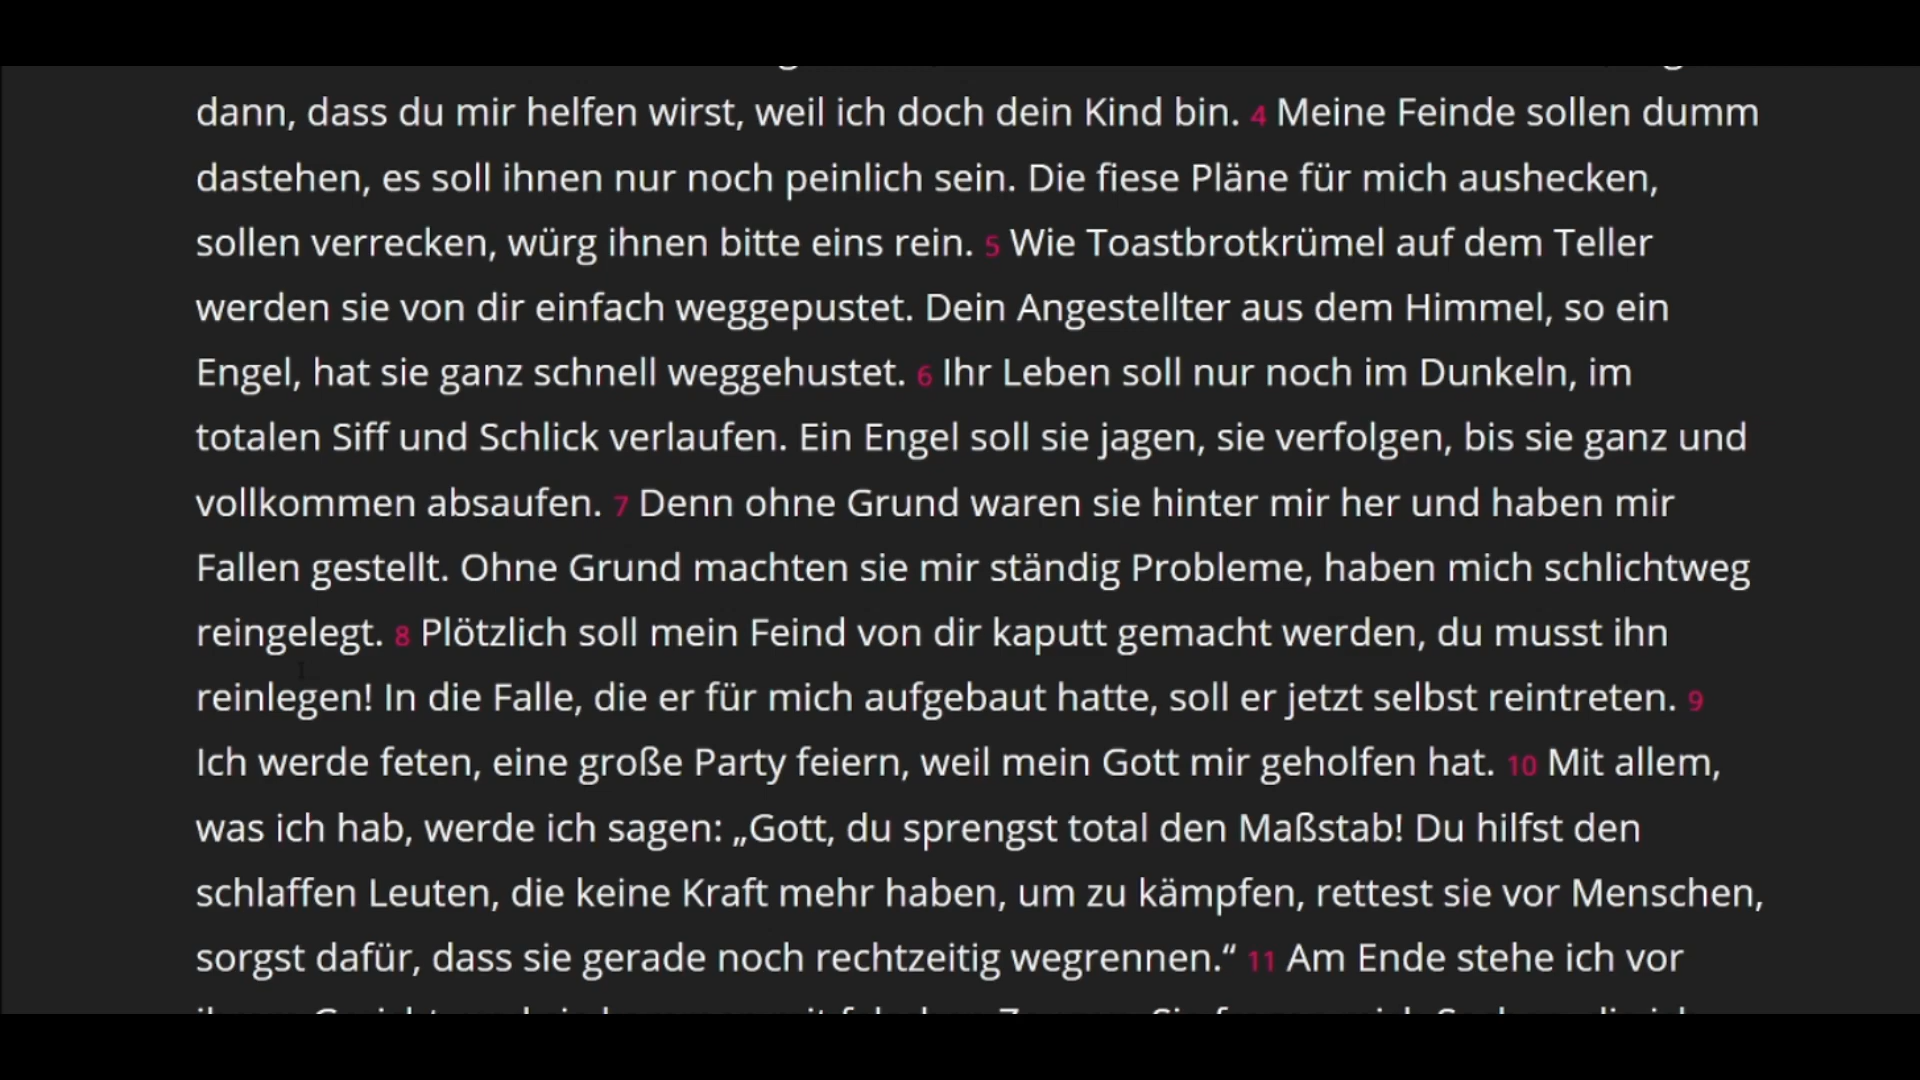 dann, dass du mir helfen wirst, weil ich doch dein Kind bin. 4 Meine Feinde sollen dumm
dastehen, es soll ihnen nur noch peinlich sein. Die fiese Pläne für mich aushecken,
sollen verrecken, würg ihnen bitte eins rein. 5 Wie Toastbrotkrümel auf dem Teller
werden sie von dir einfach weggepustet. Dein Angestellter aus dem Himmel, so ein
Engel, hat sie ganz schnell weggehustet. 6 Ihr Leben soll nur noch im Dunkeln, im
totalen Siff und Schlick verlaufen. Ein Engel soll sie jagen, sie verfolgen, bis sie ganz und
vollkommen absaufen. 7 Denn ohne Grund waren sie hinter mir her und haben mir
Fallen gestellt. Ohne Grund machten sie mir ständig Probleme, haben mich schlichtweg
reingelegt. 8 Plötzlich soll mein Feind von dir kaputt gemacht werden, du musst ihn
reinlegen! In die Falle, die er für mich aufgebaut hatte, soll er jetzt selbst reintreten. 9
Ich werde feten, eine große Party feiern, weil mein Gott mir geholfen hat. 10 Mit allem,
was ich hab, werde ich sagen: „Gott, du sprengst total den Maßstab! Du hilfst den
schlaffen Leuten, die keine Kraft mehr haben, um zu kämpfen, rettest sie vor Menschen,
sorgst dafür, dass sie gerade noch rechtzeitig wegrennen.“ 11 Am Ende stehe ich vor